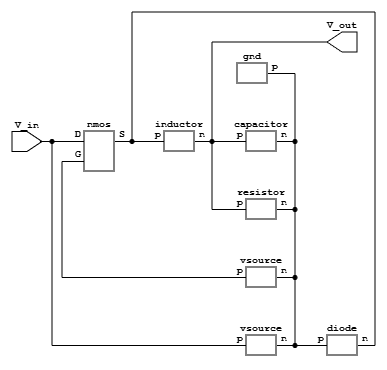 V_out
gnd
p
V_in
nmos
D
S
G
inductor
p
n
capacitor
p
n
resistor
p
n
vsource
p
n
vsource
p
n
diode
p
n